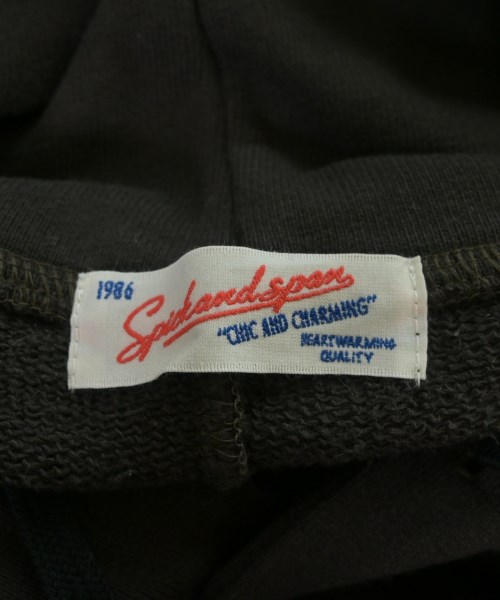 1986
Spick and span
"CHIC AND CHARMING"
HEARTWARMING
QUALITY